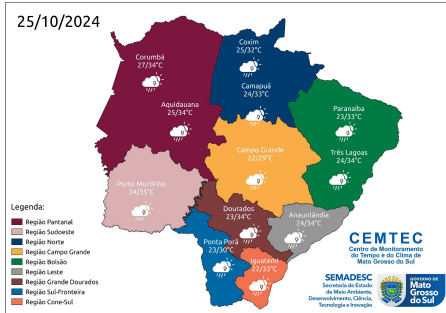 25/10/2024
Corumbá
27/34°C
Coxim
25/32°C
Camapuã
24/33°C
Aquidauana
25/34°C
Paranaíba
23/33°C
Três Lagoas
24/34°C
Campo Grande
22/29°C
Porto Murtinho
24/35°C
Dourados
23/34°C
Anaurilândia
24/34°C
Ponta Porã
23/30°C
Iguatemi
22/33°C
Legenda:
Região Pantanal
Região Sudoeste
Região Norte
Região Campo Grande
Região Bolsão
Região Leste
Região Grande Dourados
Região Sul-Fronteira
Região Cone-Sul
CEMTEC
Centro de Monitoramento
do Tempo e do Clima de
Mato Grosso do Sul
SEMADESC
Secretaria de Estado
de Meio Ambiente,
Desenvolvimento, Ciência,
Tecnologia e Inovação
GOVERNO DE
Mato
Grosso
do Sul